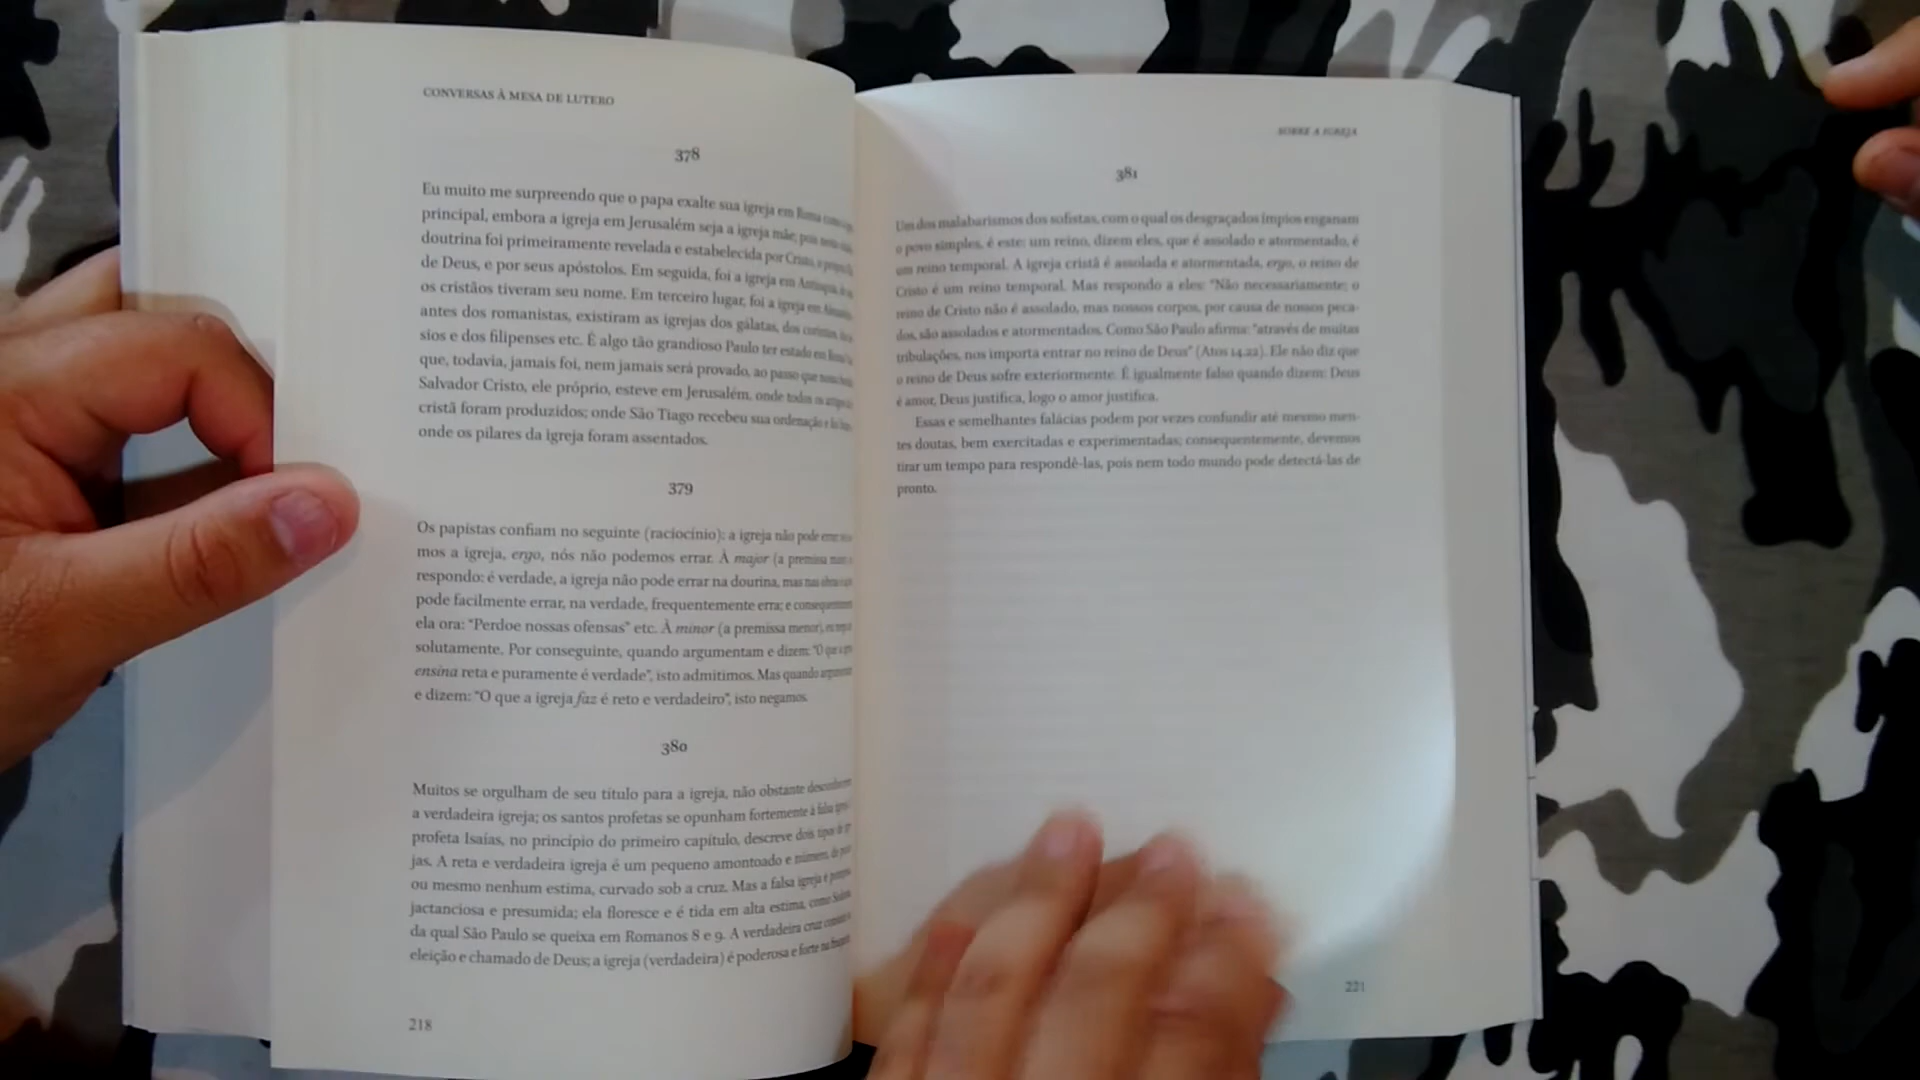 CONVERSAS À MESA DE LUTERO
378
Eu muito me surpreendo que o papa exalte sua igreja em Roma
principal, embora a igreja em Jerusalém seja a igreja mãe;
doutrina foi primeiramente revelada e estabelecida por Cristo,
de Deus, e por seus apóstolos. Em seguida, foi a igreja em
os cristãos tiveram seu nome. Em terceiro lugar, foi a igreja em
antes dos romanistas, existiram as igrejas dos gálatas, dos
sios e dos filipenses etc. É algo tão grandioso Paulo ter estado em
que, todavia, jamais foi, nem jamais será provado, ao passo que
Salvador Cristo, ele próprio, esteve em Jerusalém, onde todos
cristã foram produzidos; onde São Tiago recebeu sua ordenação e
onde os pilares da igreja foram assentados.
379
Os papistas confiam no seguinte (raciocínio): a igreja não pode
mos a igreja, ergo, nós não podemos errar. À major (a premissa
respondo: é verdade, a igreja não pode errar na dourina, mas nas
pode facilmente errar, na verdade, frequentemente erra; e
ela ora: "Perdoe nossas ofensas" etc. À minor (a premissa menor),
solutamente. Por conseguinte, quando argumentam e dizem: "O que a
ensina reta e puramente é verdade", isto admitimos. Mas quando
e dizem: "O que a igreja faz é reto e verdadeiro", isto negamos.
380
Muitos se orgulham de seu título para a igreja, não obstante
a verdadeira igreja; os santos profetas se opunham fortemente à falsa
profeta Isaías, no princípio do primeiro capítulo, descreve dois tipos
jas. A reta e verdadeira igreja é um pequeno amontoado e número,
ou mesmo nenhum estima, curvado sob a cruz. Mas a falsa igreja é
jactanciosa e presumida; ela floresce e é tida em alta estima, como
da qual São Paulo se queixa em Romanos 8 e 9. A verdadeira
eleição e chamado de Deus; a igreja (verdadeira) é poderosa e forte na
218
SOBRE A IGREJA
381
Um dos malabarismos dos sofistas, com o qual os desgraçados ímpios enganam
o povo simples, é este: um reino, dizem eles, que é assolado e atormentado, é
um reino temporal. A igreja cristã é assolada e atormentada, ergo, o reino de
Cristo é um reino temporal. Mas respondo a eles: "Não necessariamente; o
reino de Cristo não é assolado, mas nossos corpos, por causa de nossos peca-
dos, são assolados e atormentados. Como São Paulo afirma: "através de muitas
tribulações, nos importa entrar no reino de Deus" (Atos 14.22). Ele não diz que
o reino de Deus sofre exteriormente. É igualmente falso quando dizem: Deus
é amor, Deus justifica, logo o amor justifica.
Essas e semelhantes falácias podem por vezes confundir até mesmo men-
tes doutas, bem exercitadas e experimentadas; consequentemente, devemos
tirar um tempo para respondê-las, pois nem todo mundo pode detectá-las de
pronto.
221